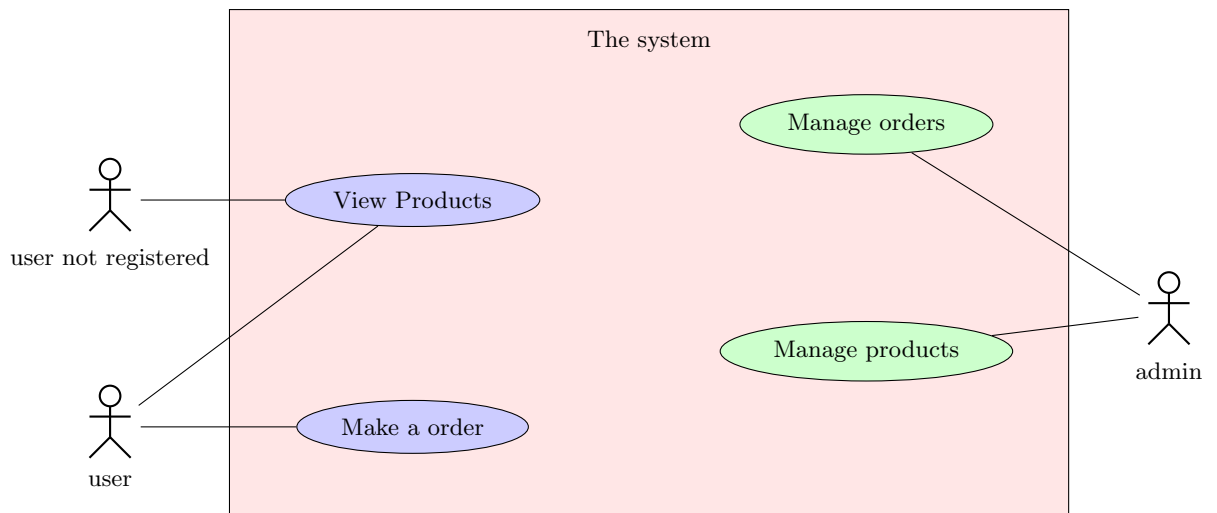 The system
Manage orders
View Products
user not registered
Manage products
admin
Make a order
user